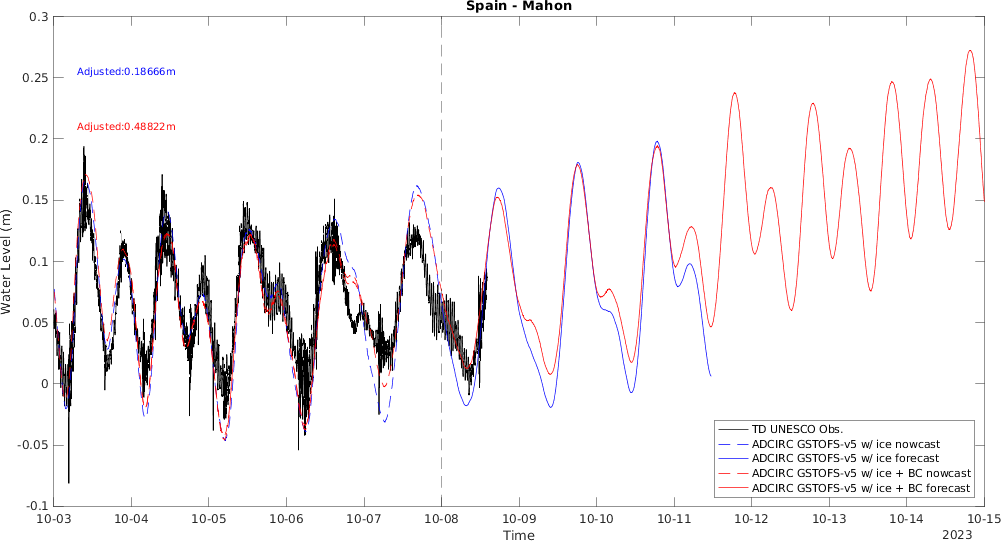 Spain - Mahon
0.3
0.25
0.2
0.15
0.1
0.05
0
-0.05
-0.1
Water Level (m)
Adjusted:0.18666m
Adjusted:0.48822m
TD UNESCO Obs.
ADCIRC GSTOFS-v5 w/ ice nowcast
ADCIRC GSTOFS-v5 w/ ice forecast
ADCIRC GSTOFS-v5 w/ ice + BC nowcast
ADCIRC GSTOFS-v5 w/ ice + BC forecast
10-03 10-04 10-05 10-06 10-07 10-08 10-09 10-10 10-11 10-12 10-13 10-14 10-15
Time
2023